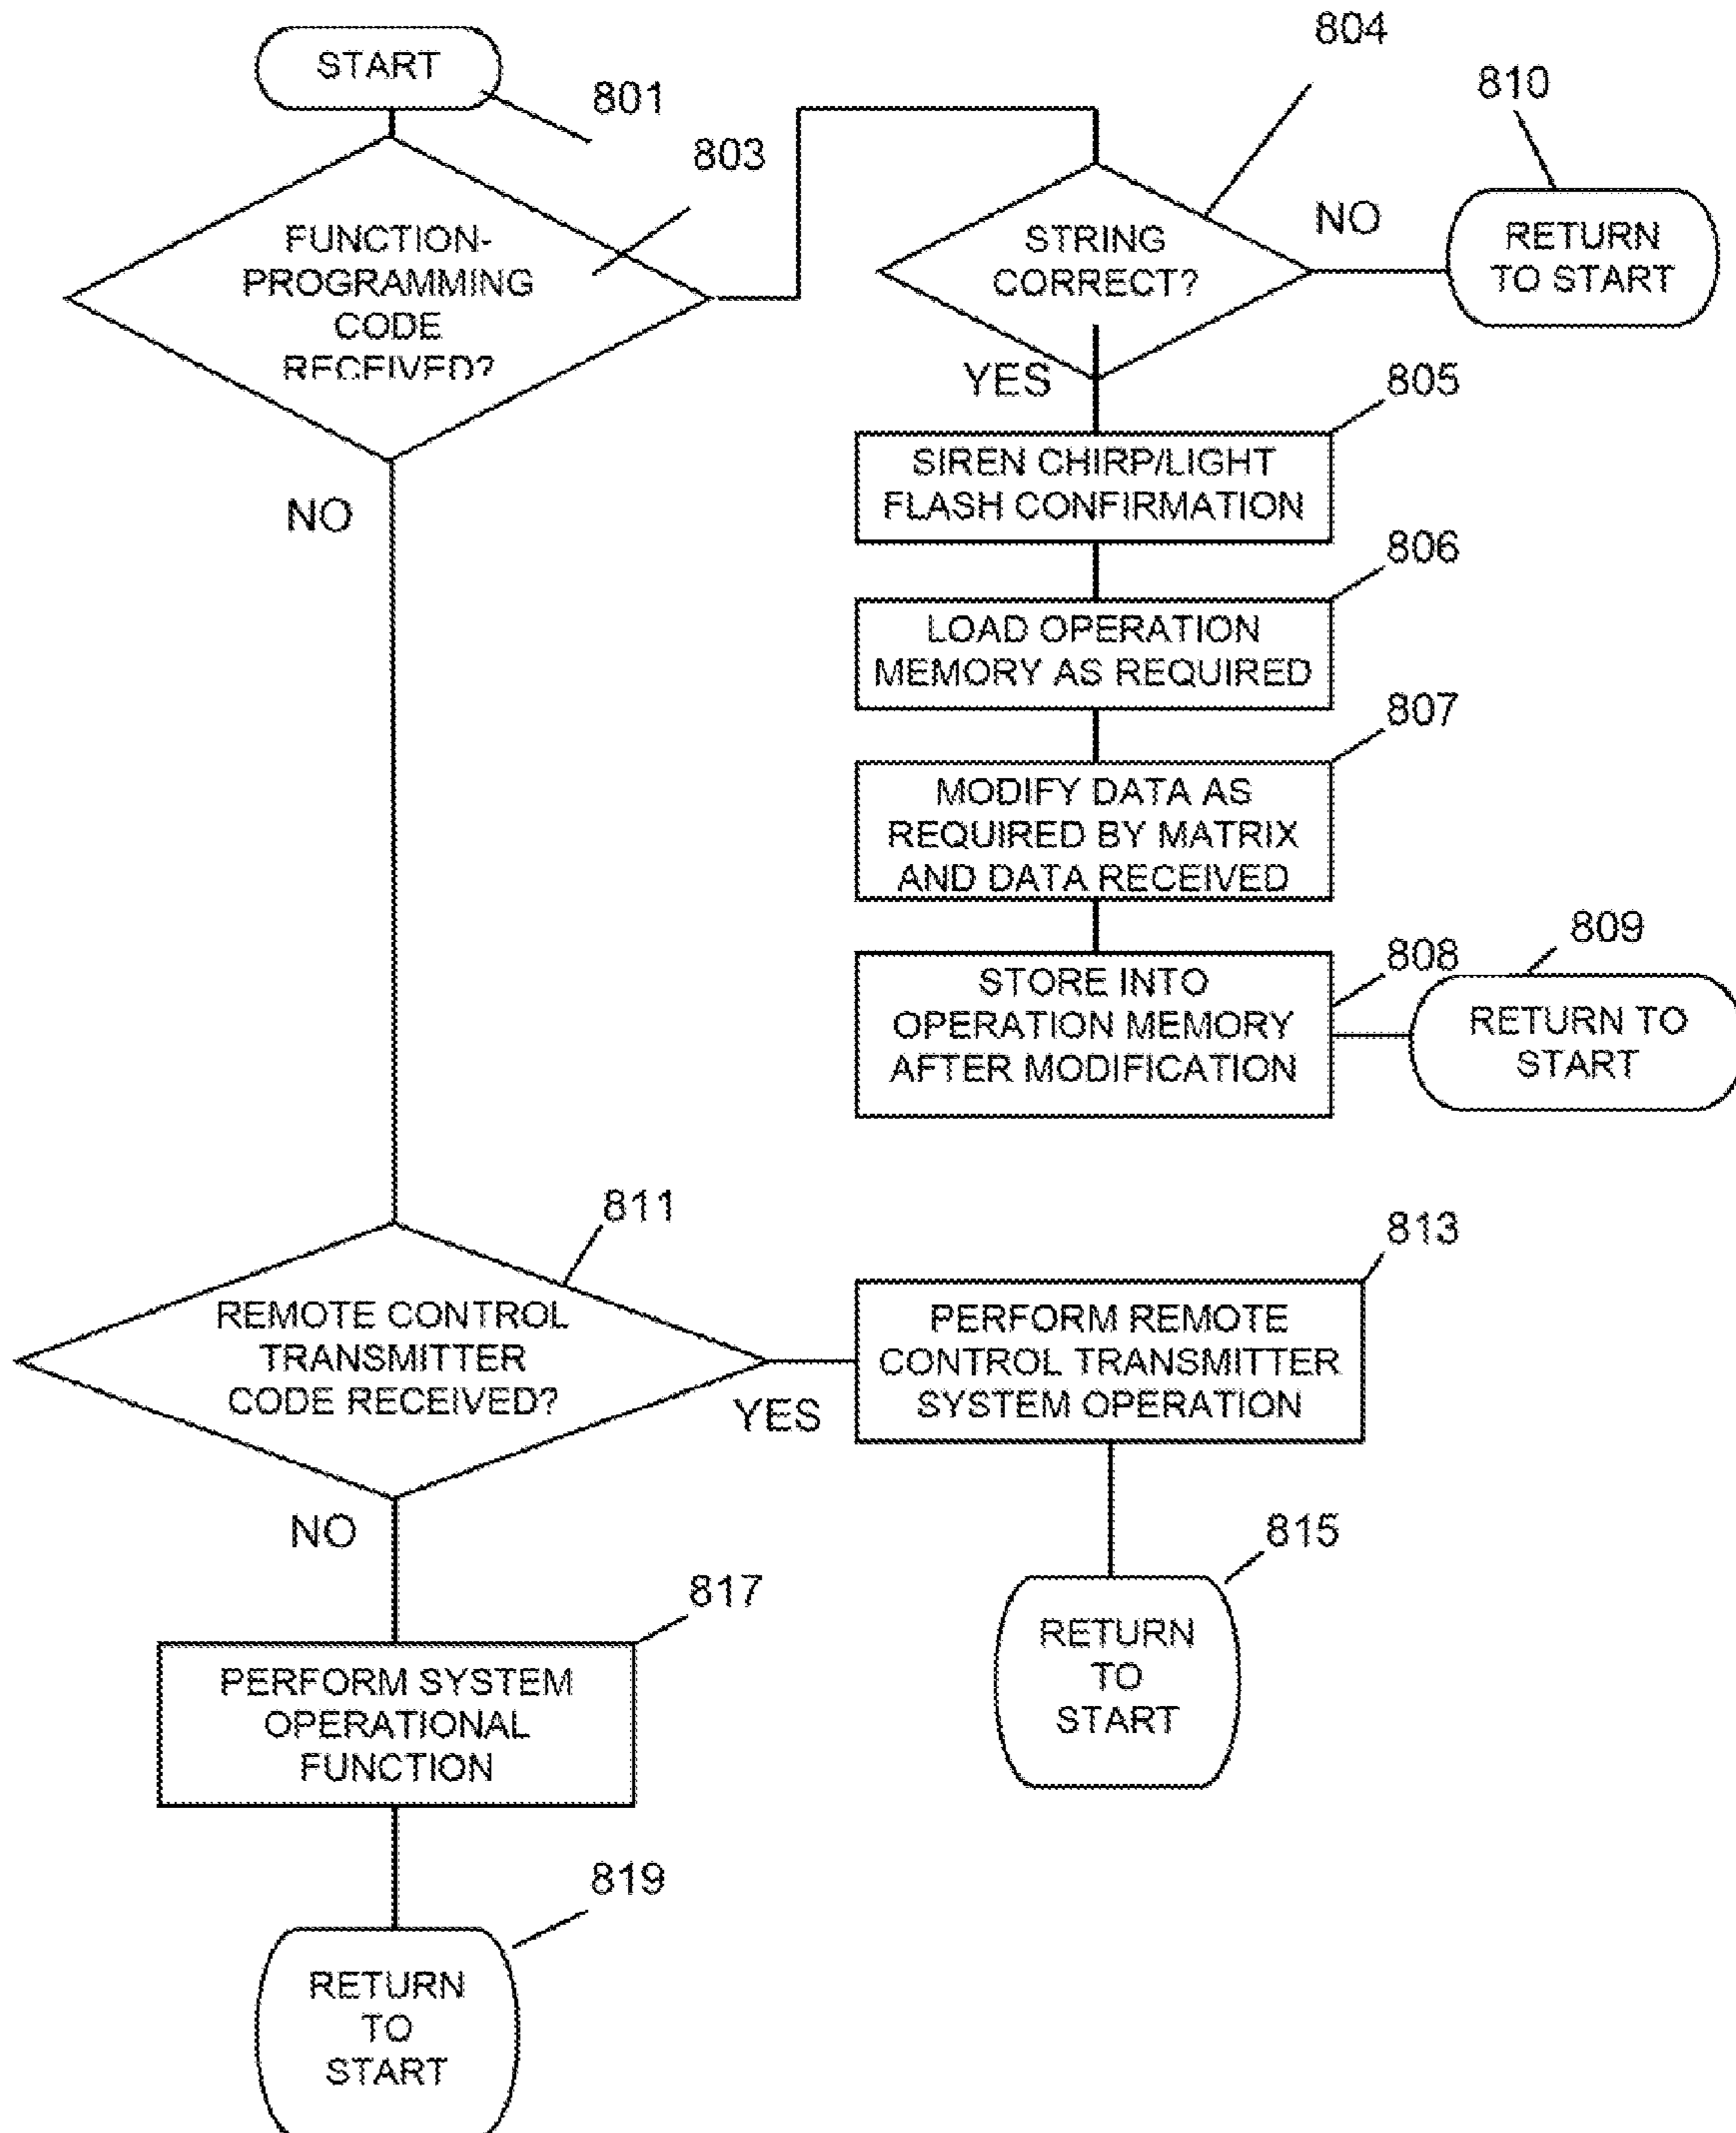 START
801
803
FUNCTION-
PROGRAMMING
CODE
RECEIVED?
804
STRING
CORRECT?
NO
810
RETURN
TO START
YES
805
SIREN CHIRP/LIGHT
FLASH CONFIRMATION
NO
806
LOAD OPERATION
MEMORY AS REQUIRED
807
MODIFY DATA AS
REQUIRED BY MATRIX
AND DATA RECEIVED
808
STORE INTO
OPERATION MEMORY
AFTER MODIFICATION
809
RETURN TO
START
811
REMOTE CONTROL
TRANSMITTER
CODE RECEIVED?
YES
813
PERFORM REMOTE
CONTROL TRANSMITTER
SYSTEM OPERATION
NO
815
RETURN
TO
START
817
PERFORM SYSTEM
OPERATIONAL
FUNCTION
819
RETURN
TO
START